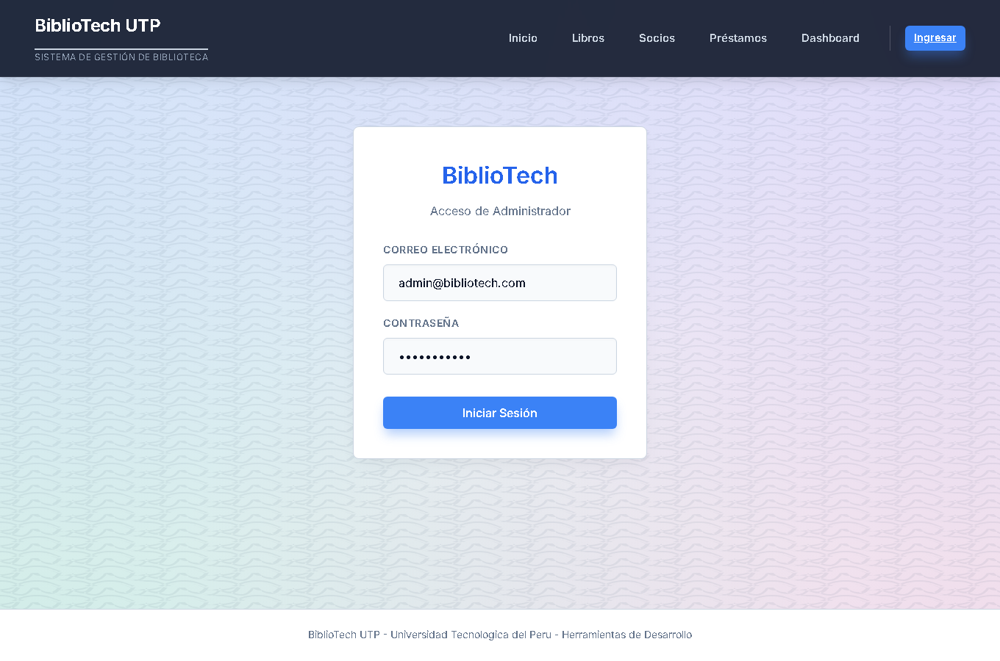 BiblioTech UTP
SISTEMA DE GESTIÓN DE BIBLIOTECA
Inicio Libros Socios Préstamos Dashboard Ingresar
BiblioTech
Acceso de Administrador
CORREO ELECTRÓNICO
admin@bibliotech.com
CONTRASEÑA
•••••••••••
Iniciar Sesión
BiblioTech UTP - Universidad Tecnologica del Peru - Herramientas de Desarrollo